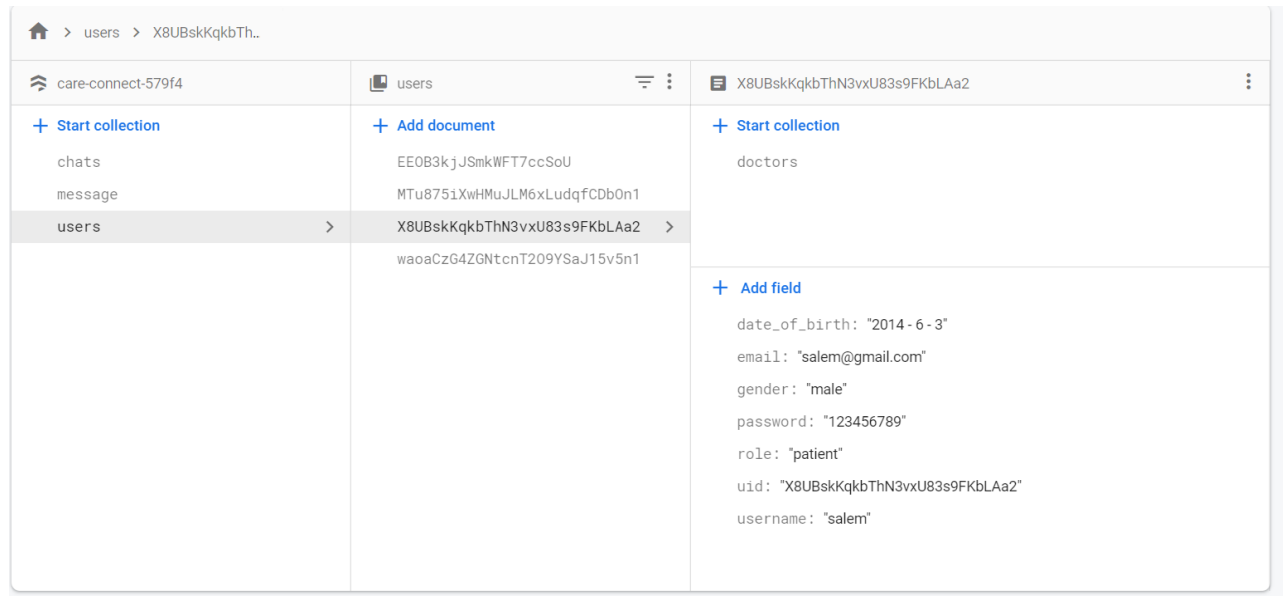 users X8UBskKqkbTh..
care-connect-579f4
Start collection
chats
message
users
users
Add document
EEOB3kjJSmkWFT7ccSoU
MTu875iXwHMuJLM6xLudqfCDbOn1
X8UBskKqkbThN3vxU83s9FKbLAa2
waoaCzG4ZGNtcnT2O9YSaJ15v5n1
X8UBskKqkbThN3vxU83s9FKbLAa2
Start collection
doctors
Add field
date_of_birth: "2014 - 6 - 3"
email: "salem@gmail.com"
gender: "male"
password: "123456789"
role: "patient"
uid: "X8UBskKqkbThN3vxU83s9FKbLAa2"
username: "salem"